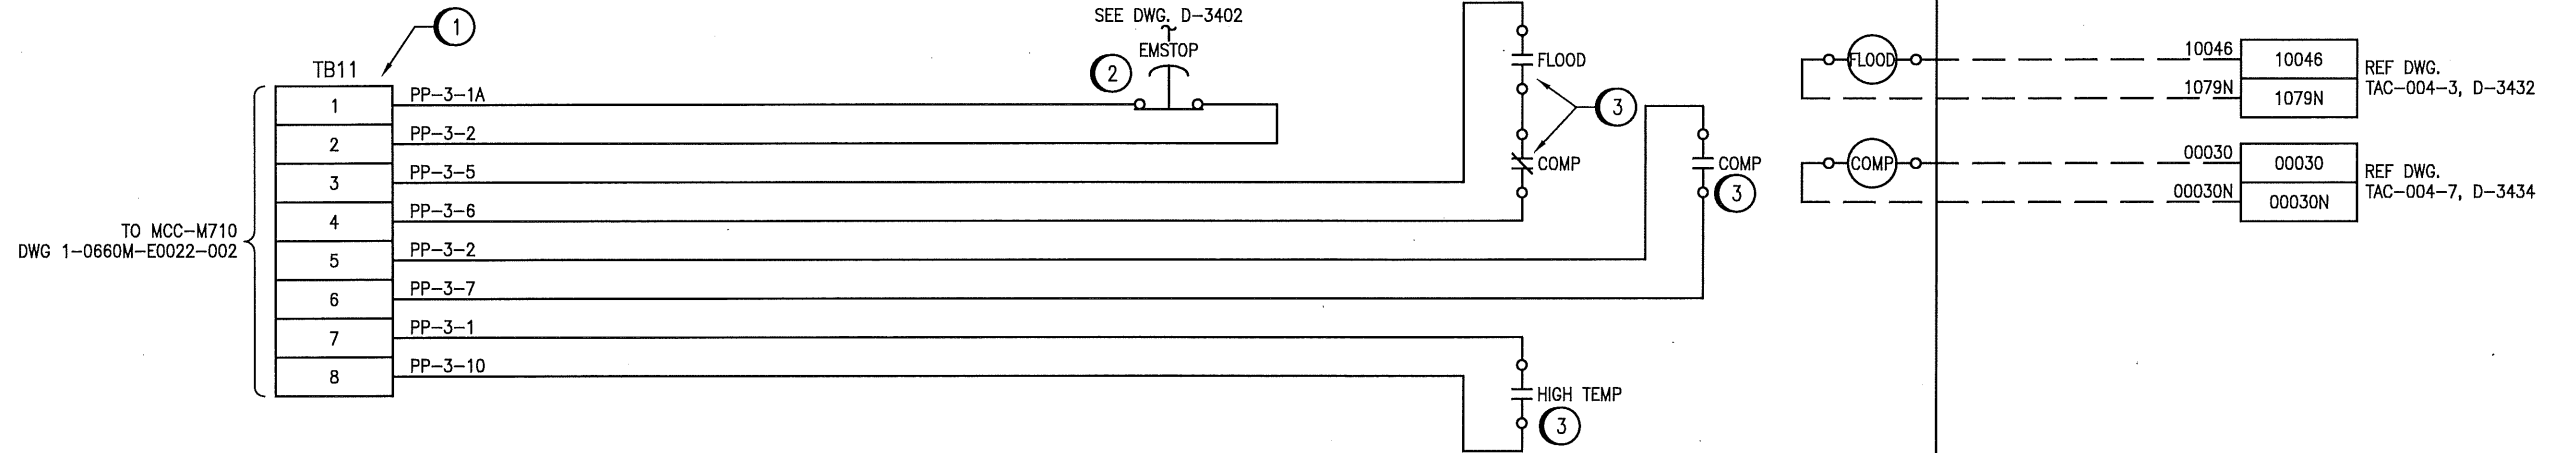 SEE DWG. D-3402
EMSTOP
1
2
TB11
1
2
3
4
5
6
7
8
PP-3-1A
PP-3-2
PP-3-5
PP-3-6
PP-3-2
PP-3-7
PP-3-1
PP-3-10
TO MCC-M710
DWG 1-0660M-E0022-002
FLOOD
3
COMP
COMP
3
HIGH TEMP
3
FLOOD
10046
1079N
10046
1079N
REF DWG.
TAC-004-3, D-3432
COMP
00030
00030N
00030
00030N
REF DWG.
TAC-004-7, D-3434